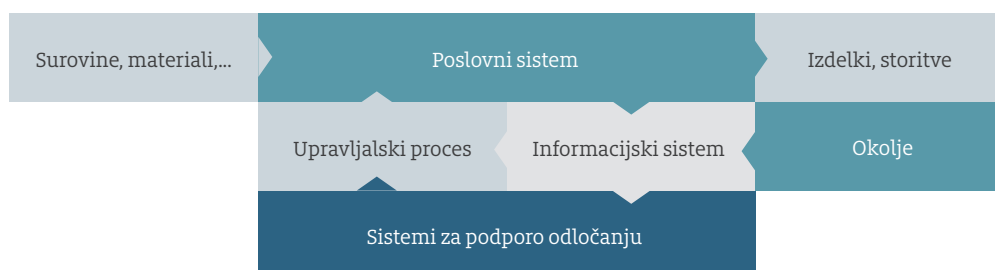 Surovine, materiali,...
Poslovni sistem
Izdelki, storitve
Upravljalski proces
Informacijski sistem
Okolje
Sistemi za podporo odločanju